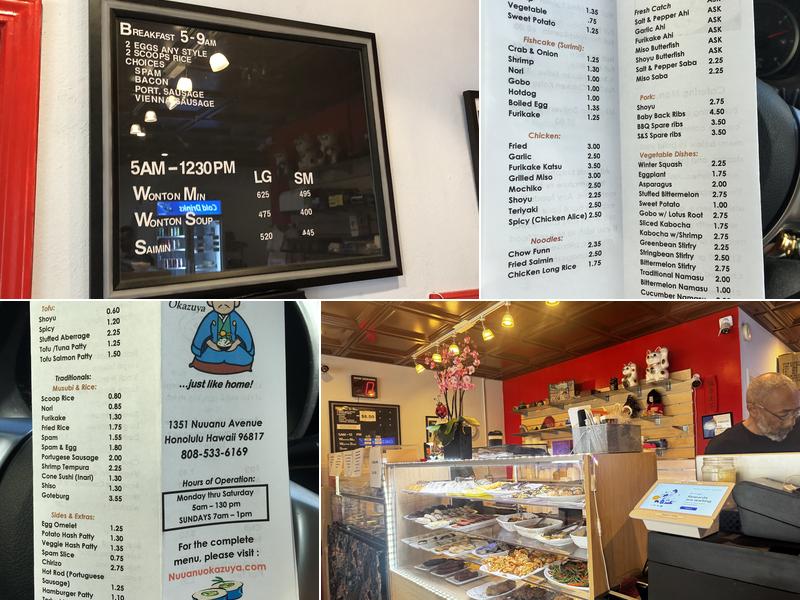 BREAKFAST 5-9AM
2 EGGS ANY STYLE
2 SCOOPS RICE
CHOICES
SPAM
BACON
PORT. SAUSAGE
VIENNA SAUSAGE
5AM – 1230PM
LG SM
WONTON MIN 625 495
WONTON SOUP 475 400
SAIMIN 520 445
Cold Drinks
1.35
Vegetable .75
Sweet Potato 1.25
Fishcake (Surimi):
Crab & Onion 1.25
Shrimp 1.30
Nori 1.00
Gobo 1.00
Hotdog 1.00
Boiled Egg 1.35
Furikake 1.25
Chicken:
Fried 3.00
Garlic 2.50
Furikake Katsu 3.50
Grilled Miso 3.00
Mochiko 2.50
Shoyu 2.25
Teriyaki 2.50
Spicy (Chicken Alice) 2.50
Noodles:
Chow Funn 2.35
Fried Saimin 2.50
Chicken Long Rice 1.75
Fresh Catch ASK
Salt & Pepper Ahi ASK
Garlic Ahi ASK
Furikake Ahi ASK
Miso Butterfish ASK
Shoyu Butterfish ASK
Salt & Pepper Saba 2.25
Miso Saba 2.25
Pork:
Shoyu 2.75
Baby Back Ribs 4.50
BBQ Spare ribs 3.50
S&S Spare ribs 3.50
Vegetable Dishes:
Winter Squash 2.25
Eggplant 1.75
Asparagus 2.00
Stuffed Bittermelon 2.75
Sweet Potato 1.00
Gobo w/ Lotus Root 2.75
Sliced Kabocha 1.75
Kabocha w/Shrimp 2.75
Greenbean Stirfry 2.25
Stringbean Stirfry 2.50
Bittermelon Stirfry 2.75
Traditional Namasu 2.00
Bittermelon Namasu 1.00
Cucumber Namasu
Tofu: 0.60
Shoyu 1.20
Spicy 2.25
Stuffed Aberrage 1.25
Tofu /Tuna Patty 1.50
Tofu Salmon Patty
Traditionals:
Musubi & Rice:
Scoop Rice 0.80
Nori 0.85
Furikake 1.30
Fried Rice 1.75
Spam 1.55
Spam & Egg 1.80
Portugese Sausage 2.00
Shrimp Tempura 2.25
Cone Sushi (Inari) 1.30
Shiso 1.30
Goteburg 3.55
Sides & Extras:
Egg Omelet 1.25
Potato Hash Patty 1.30
Veggie Hash Patty 1.35
Spam Slice 0.75
Chirizo 2.75
Hot Rod (Portuguese
Sausage) 1.25
Hamburger Patty 1.10
Okazuya
...just like home!
1351 Nuuanu Avenue
Honolulu Hawaii 96817
808-533-6169
Hours of Operation:
Monday thru Saturday
5am – 130 pm
SUNDAYS 7am – 1pm
For the complete
menu, please visit :
Nuuanuokazuya.com